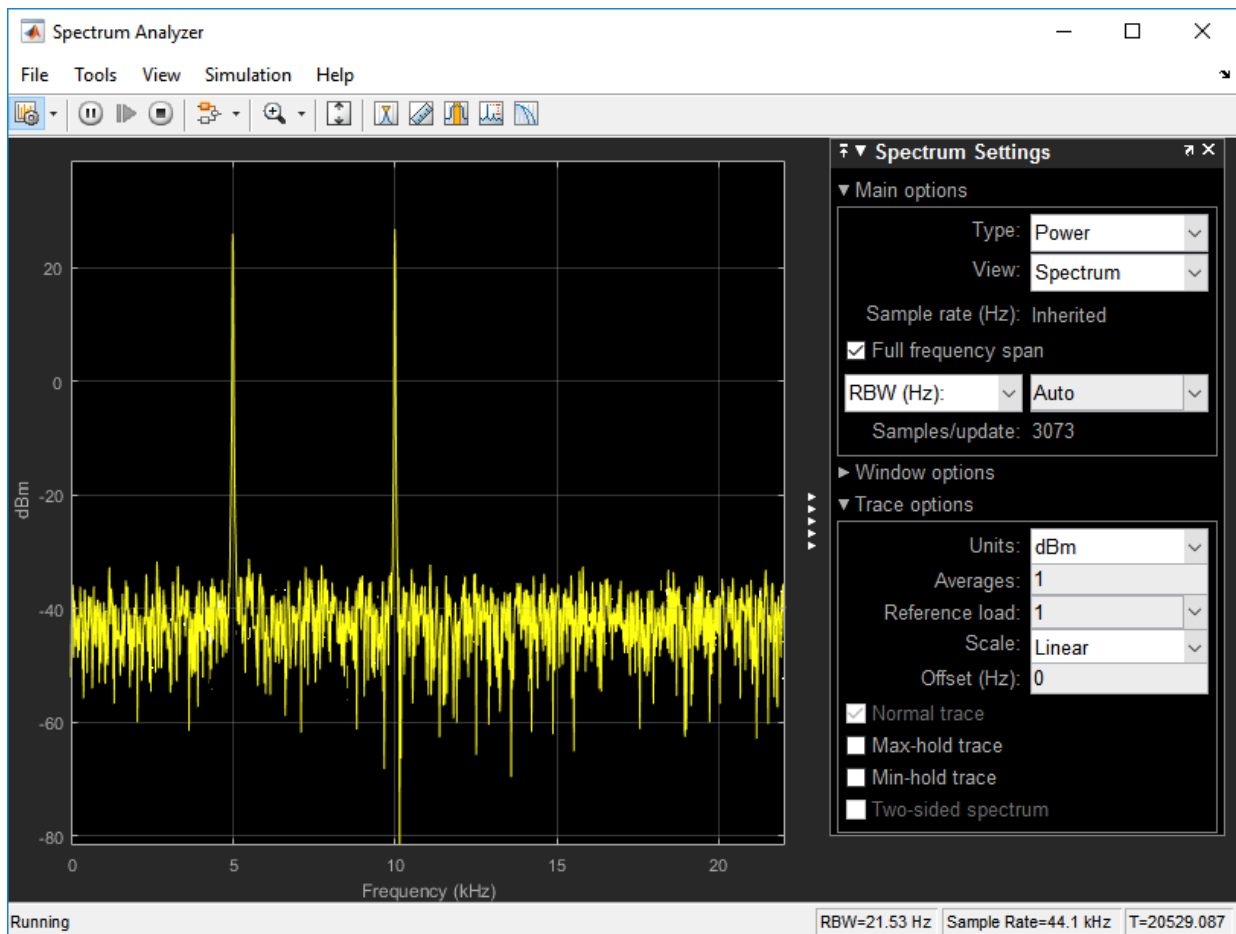 Spectrum Analyzer
File Tools View Simulation Help
20
0
-20
-40
-60
-80
dBm
0 5 10 15 20
Frequency (kHz)
Spectrum Settings
Main options
Type: Power
View: Spectrum
Sample rate (Hz): Inherited
Full frequency span
RBW (Hz): Auto
Samples/update: 3073
Window options
Trace options
Units: dBm
Averages: 1
Reference load: 1
Scale: Linear
Offset (Hz): 0
Normal trace
Max-hold trace
Min-hold trace
Two-sided spectrum
Running RBW=21.53 Hz Sample Rate=44.1 kHz T=20529.087